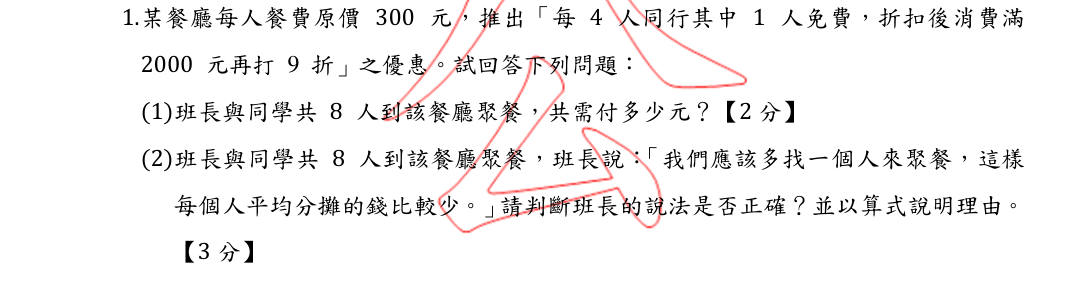 1.某餐廳每人餐費原價 300 元，推出「每 4 人同行其中 1 人免費，折扣後消費滿
2000 元再打 9 折」之優惠。試回答下列問題：
(1)班長與同學共 8 人到該餐廳聚餐，共需付多少元？【2 分】
(2)班長與同學共 8 人到該餐廳聚餐，班長說：「我們應該多找一個人來聚餐，這樣
每個人平均分攤的錢比較少。」請判斷班長的說法是否正確？並以算式說明理由。
【3 分】